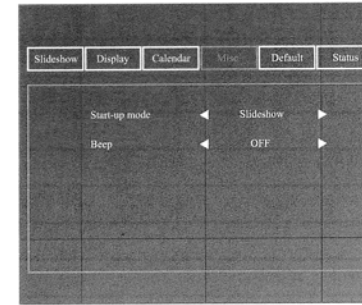 Slideshow Display Calendar Misc Default Status
Start-up mode Slideshow
Beep OFF